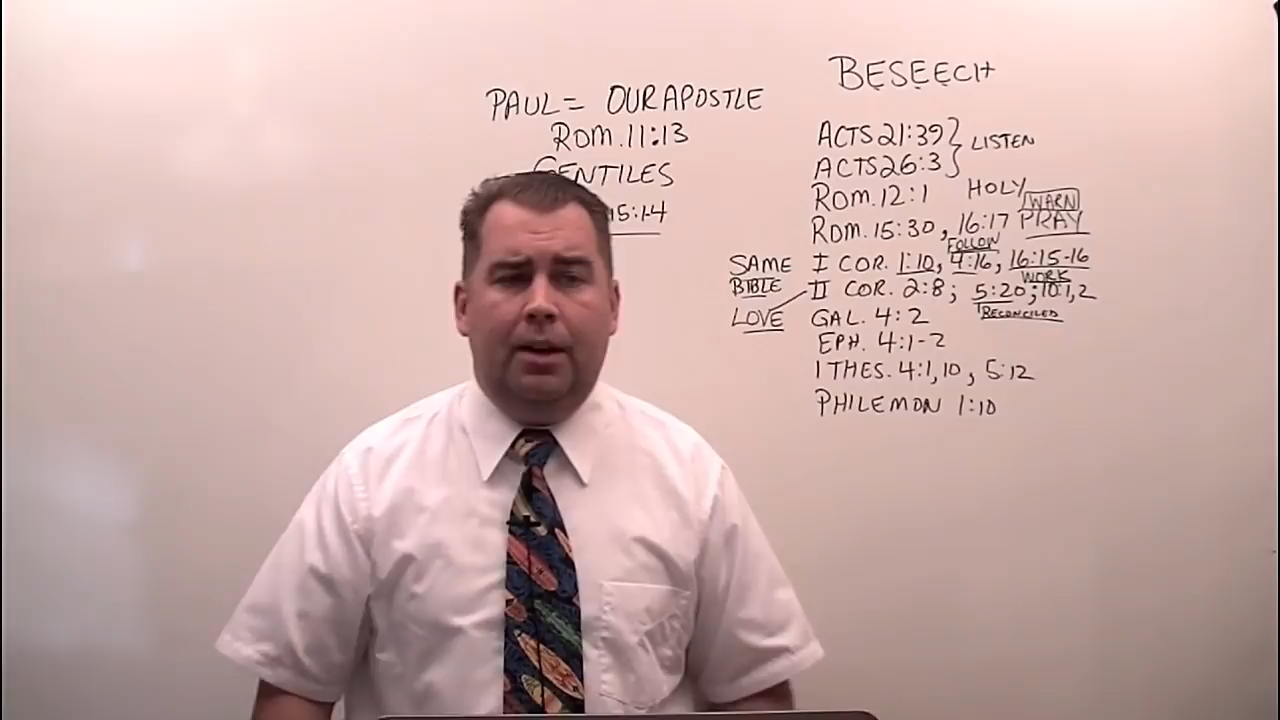 PAUL = OUR APOSTLE
ROM. 11:13
GENTILES
15:14
BESEECH
ACTS 21:39 } LISTEN
ACTS 26:3
ROM. 12:1 HOLY
WARN
ROM. 15:30, 16:17 PRAY
FOLLOW
SAME I COR. 1:10, 4:16, 16:15-16
BIBLE WORK
II COR. 2:8; 5:20; 10:1,2
LOVE GAL. 4:2 RECONCILED
EPH. 4:1-2
I THES. 4:1,10, 5:12
PHILEMON 1:10